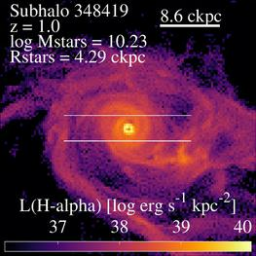 Subhalo 348419
8.6 ckpc
z = 1.0
log Mstars = 10.23
Rstars = 4.29 ckpc
L(H-alpha) [log erg s⁻¹ kpc⁻²]
37 38 39 40